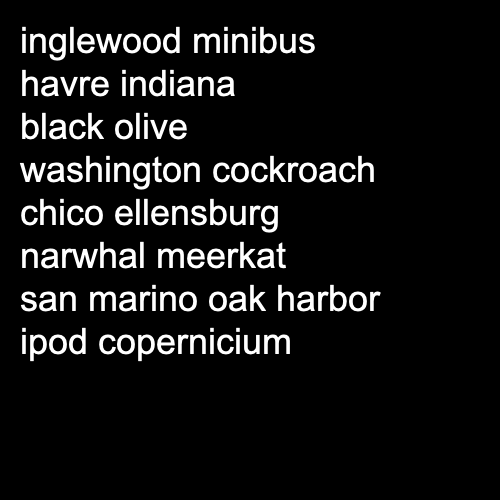 inglewood minibus
havre indiana
black olive
washington cockroach
chico ellensburg
narwhal meerkat
san marino oak harbor
ipod copernicium